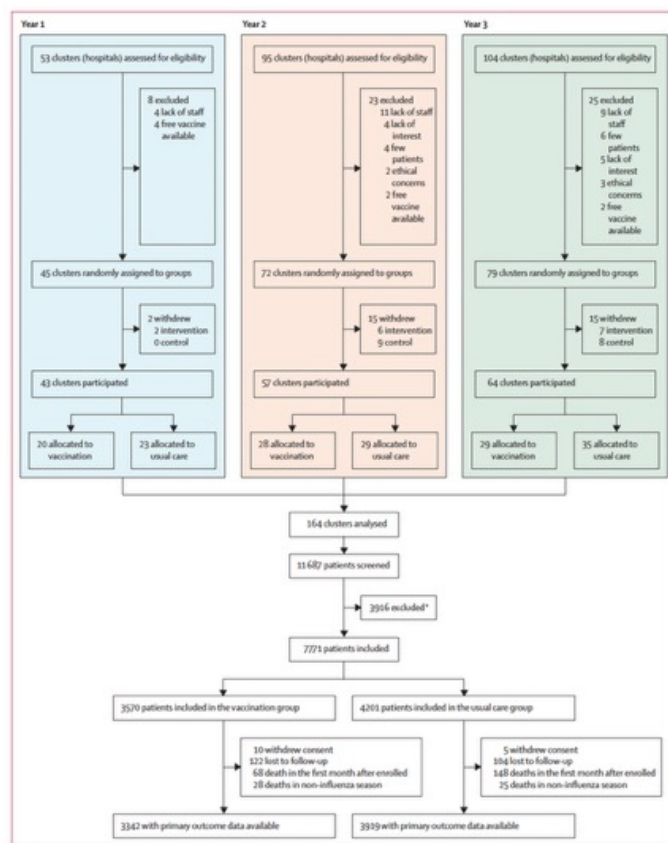 Year 1
53 clusters (hospitals) assessed for eligibility
8 excluded
4 lack of staff
4 free vaccine
available
45 clusters randomly assigned to groups
2 withdrew
2 intervention
0 control
43 clusters participated
20 allocated to
vaccination
23 allocated to
usual care
Year 2
95 clusters (hospitals) assessed for eligibility
23 excluded
11 lack of staff
4 lack of
interest
4 few
patients
2 ethical
concerns
2 free
vaccine
available
72 clusters randomly assigned to groups
15 withdrew
6 intervention
9 control
57 clusters participated
28 allocated to
vaccination
29 allocated to
usual care
Year 3
104 clusters (hospitals) assessed for eligibility
25 excluded
9 lack of
staff
6 few
patients
5 lack of
interest
3 ethical
concerns
2 free
vaccine
available
79 clusters randomly assigned to groups
15 withdrew
7 intervention
8 control
64 clusters participated
29 allocated to
vaccination
35 allocated to
usual care
164 clusters analysed
11 687 patients screened
3916 excluded*
7771 patients included
3570 patients included in the vaccination group
10 withdrew consent
122 lost to follow-up
68 death in the first month after enrolled
28 deaths in non-influenza season
3342 with primary outcome data available
4201 patients included in the usual care group
5 withdrew consent
104 lost to follow-up
148 deaths in the first month after enrolled
25 deaths in non-influenza season
3919 with primary outcome data available